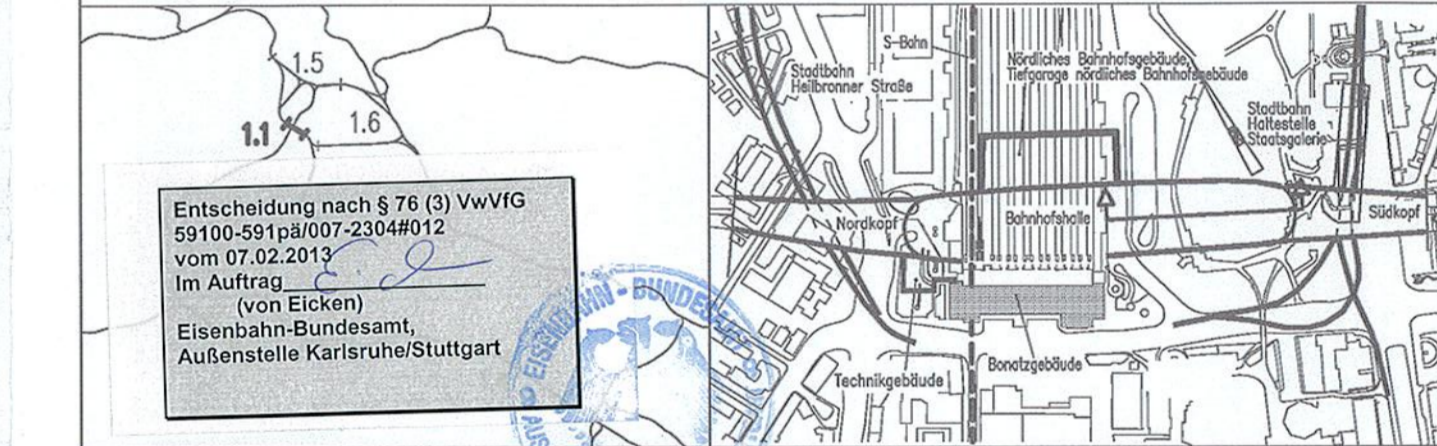 1.5
1.1
1.6
Entscheidung nach § 76 (3) VwVfG
59100-591pä/007-2304#012
vom 07.02.2013
Im Auftrag
(von Eicken)
Eisenbahn-Bundesamt,
Außenstelle Karlsruhe/Stuttgart
EISENBAHN - BUNDESAMT
S-Bahn
Stadtbahn
Heilbronner Straße
Nördliches Bahnhofsgebäude,
Tiefgarage nördliches Bahnhofsgebäude
Stadtbahn
Haltestelle
Staatsgalerie
Nordkopf
Bahnhofshalle
Südkopf
Technikgebäude
Bonatzgebäude